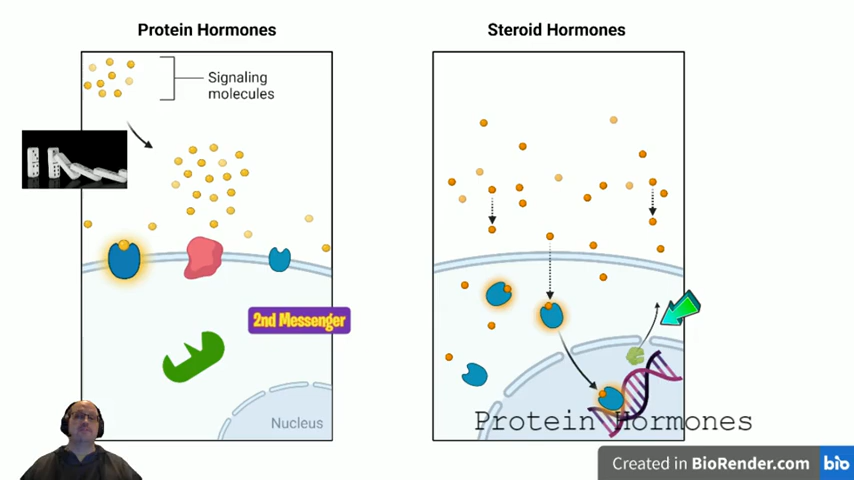 Protein Hormones
Steroid Hormones
Signaling
molecules
2nd Messenger
Nucleus
Protein Hormones
Created in BioRender.com bio